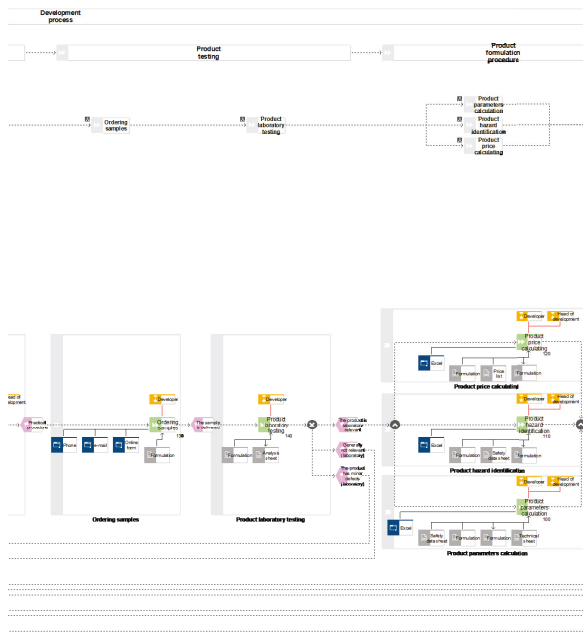 Development
process
Product
testing
Product
formulation
procedure
Product
parameters
calculation
Ordering
samples
Product
laboratory
testing
Product
hazard
identification
Product
price
calculating
Developer
Head of
development
Product
price
calculating
120
Excel
Formulation
Price
list
Formulation
Product price calculating
Head of
Developer
Developer
Developer
Head of
development
Ordering
samples
130
Product
laboratory
testing
140
The product is
laboratory
relevant
Product
hazard
identification
110
Phone
e-mail
Online
form
Formulation
Formulation
Analysis
sheet
Generally
not relevant
(laboratory)
Excel
Formulation
Safety
data sheet
Formulation
Product hazard identification
The product
has minor
defects
(laboratory)
Developer
Head of
development
Product
parameters
calculation
100
Excel
Safety
data sheet
Formulation
Formulation
Technical
sheet
Ordering samples
Product laboratory testing
Product parameters calculation